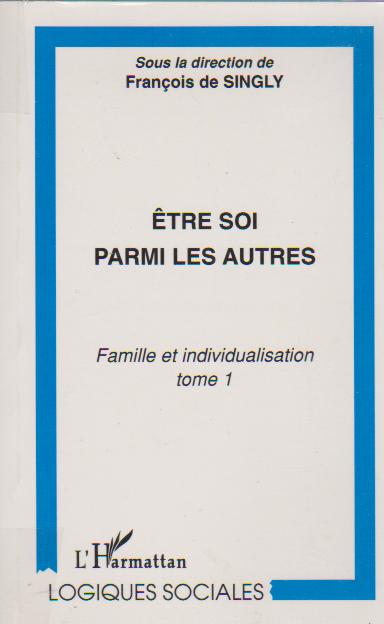 Sous la direction de
François de SINGLY
ÊTRE SOI
PARMI LES AUTRES
Famille et individualisation
tome 1
L'Harmattan
LOGIQUES SOCIALES